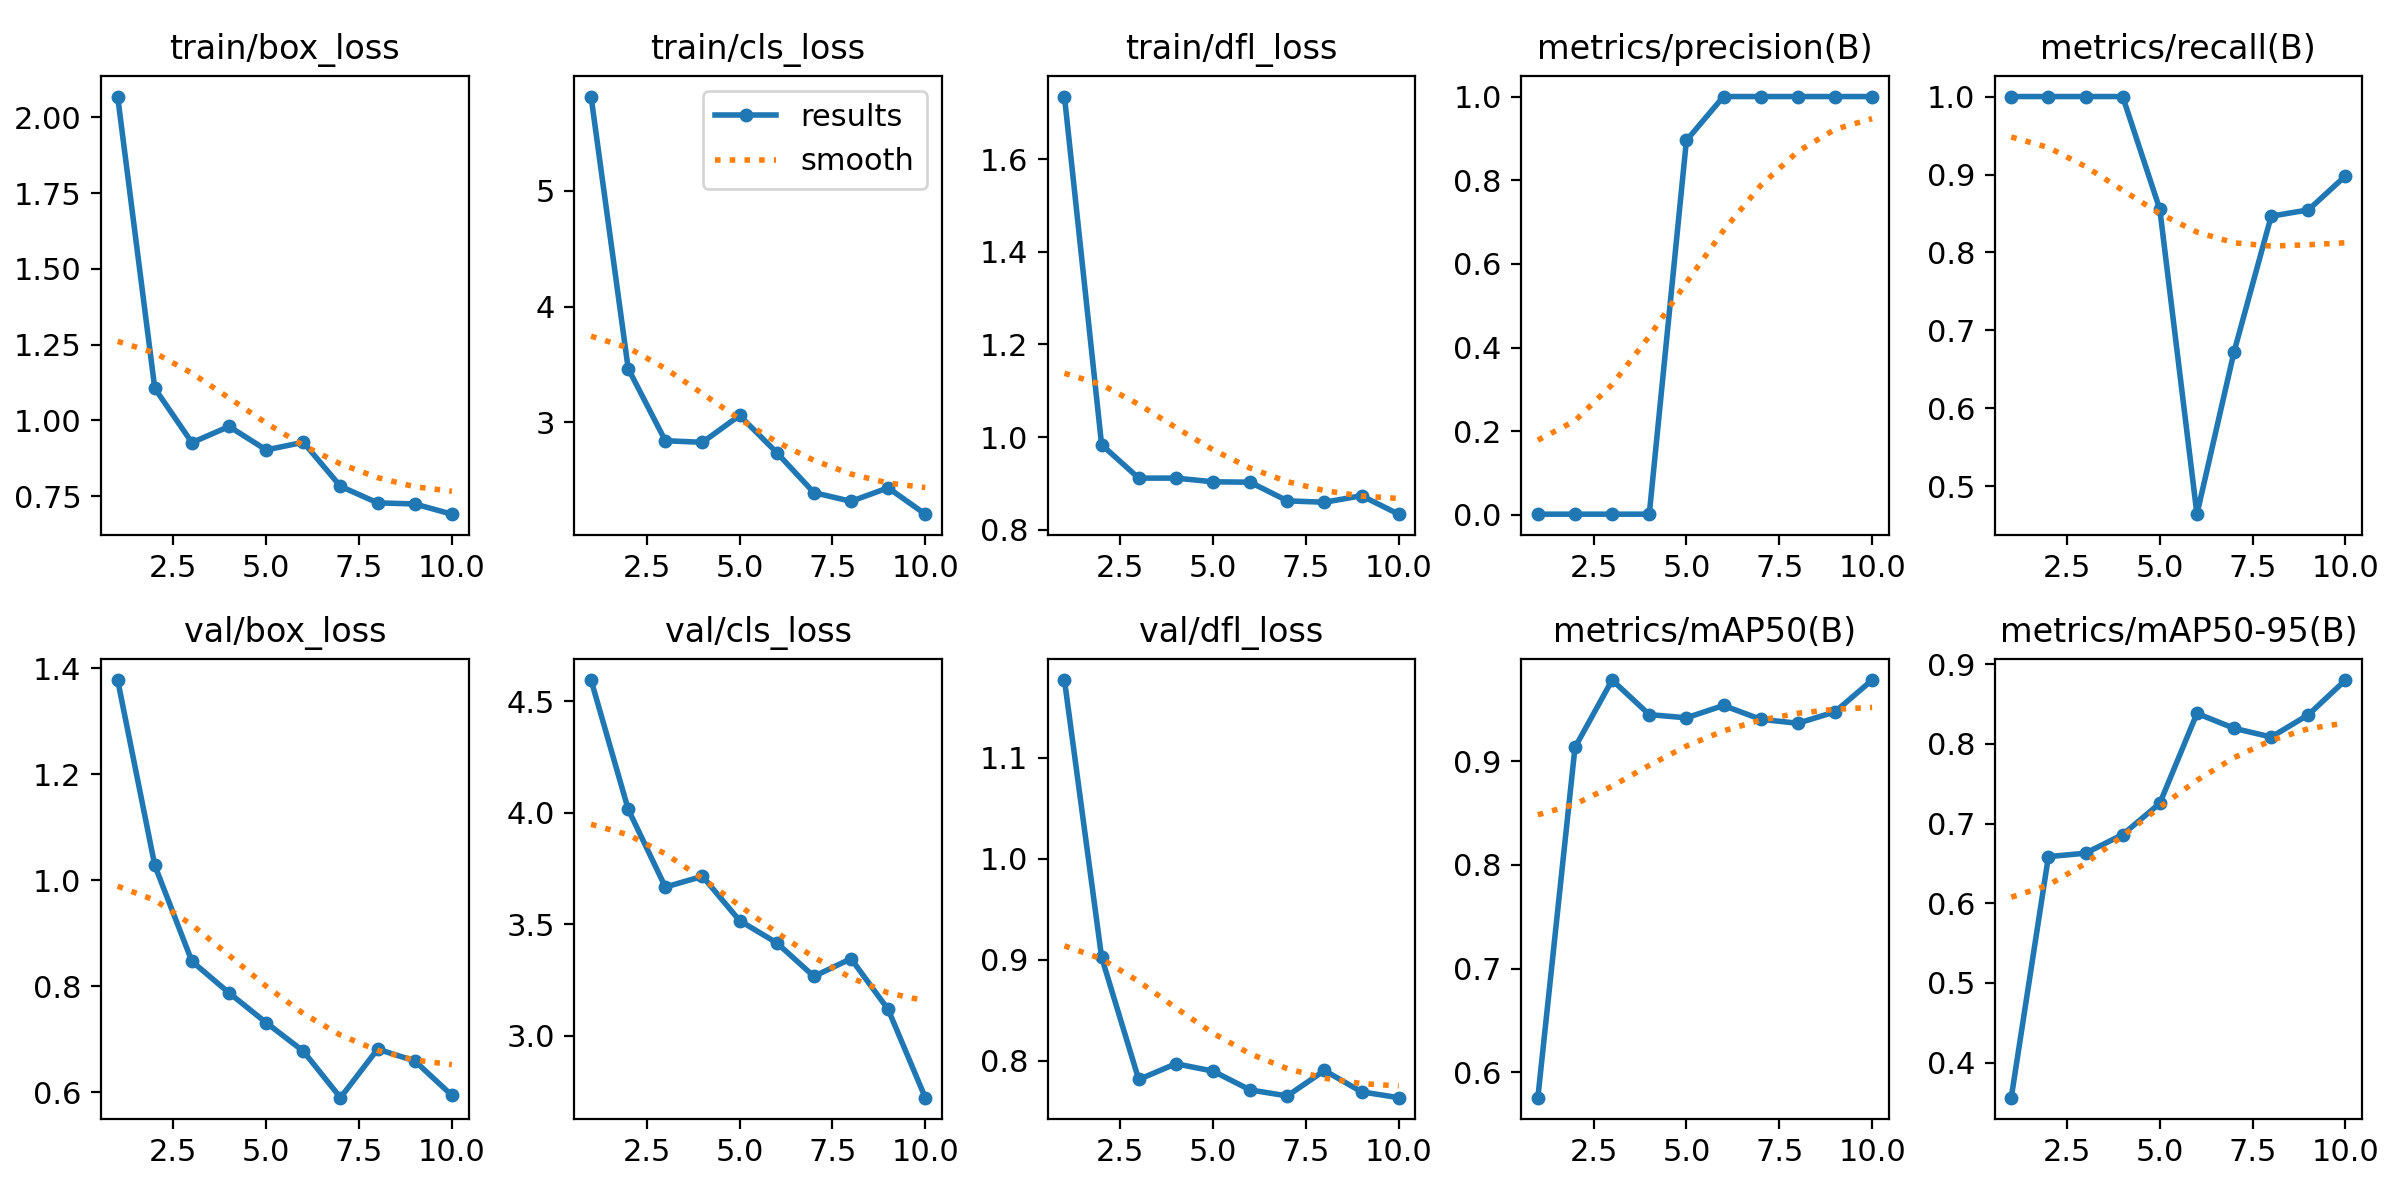 train/box_loss
train/cls_loss
train/dfl_loss
metrics/precision(B)
metrics/recall(B)
2.00
1.75
1.50
1.25
1.00
0.75
2.5 5.0 7.5 10.0
results
smooth
5
4
3
2.5 5.0 7.5 10.0
1.6
1.4
1.2
1.0
0.8
2.5 5.0 7.5 10.0
1.0
0.8
0.6
0.4
0.2
0.0
2.5 5.0 7.5 10.0
1.0
0.9
0.8
0.7
0.6
0.5
2.5 5.0 7.5 10.0
val/box_loss
val/cls_loss
val/dfl_loss
metrics/mAP50(B)
metrics/mAP50-95(B)
1.4
1.2
1.0
0.8
0.6
2.5 5.0 7.5 10.0
4.5
4.0
3.5
3.0
2.5 5.0 7.5 10.0
1.1
1.0
0.9
0.8
2.5 5.0 7.5 10.0
0.9
0.8
0.7
0.6
2.5 5.0 7.5 10.0
0.9
0.8
0.7
0.6
0.5
0.4
2.5 5.0 7.5 10.0